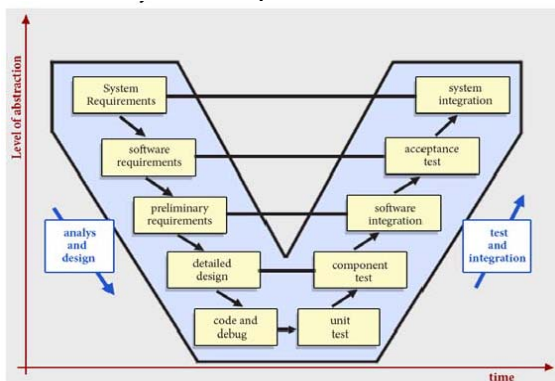 Level of abstraction
System
Requirements
system
integration
software
requirements
acceptance
test
preliminary
requirements
software
integration
analys
and
design
test
and
integration
detailed
design
component
test
code and
debug
unit
test
time